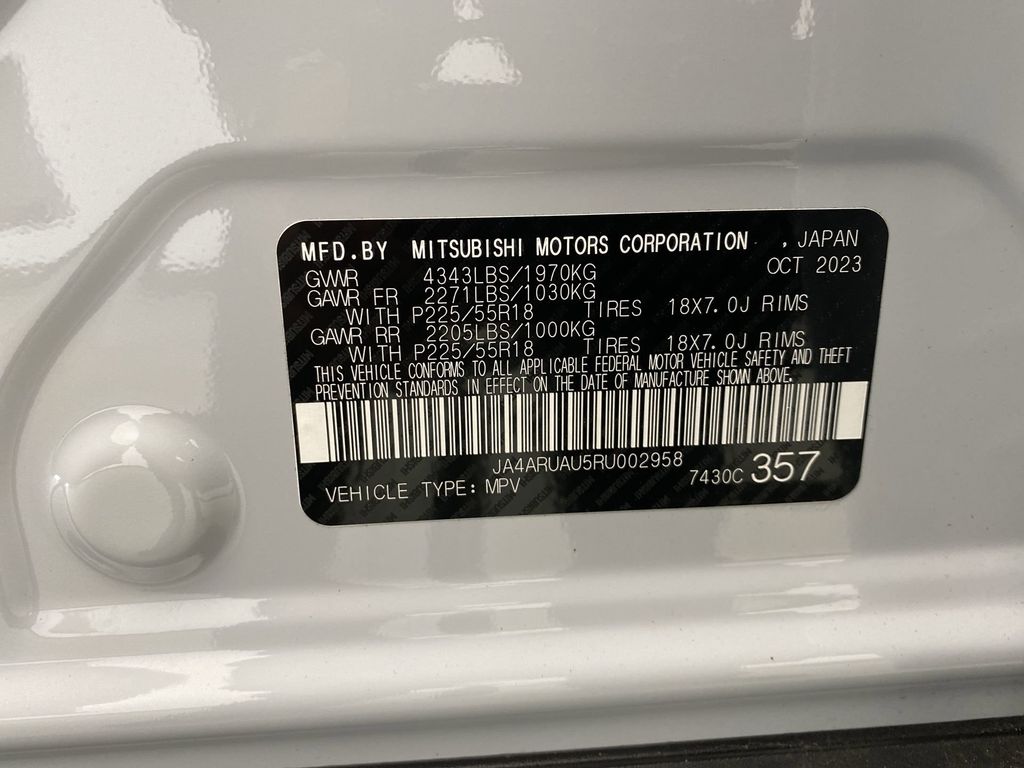 MFD.BY MITSUBISHI MOTORS CORPORATION , JAPAN
GWR 4343LBS/1970KG OCT 2023
GAWR FR 2271LBS/1030KG
WITH P225/55R18 TIRES 18X7.0J RIMS
GAWR RR 2205LBS/1000KG
WITH P225/55R18 TIRES 18X7.0J RIMS
THIS VEHICLE CONFORMS TO ALL APPLICABLE FEDERAL MOTOR VEHICLE SAFETY AND THEFT
PREVENTION STANDARDS IN EFFECT ON THE DATE OF MANUFACTURE SHOWN ABOVE.
JA4ARUAU5RU002958
VEHICLE TYPE: MPV 7430C 357